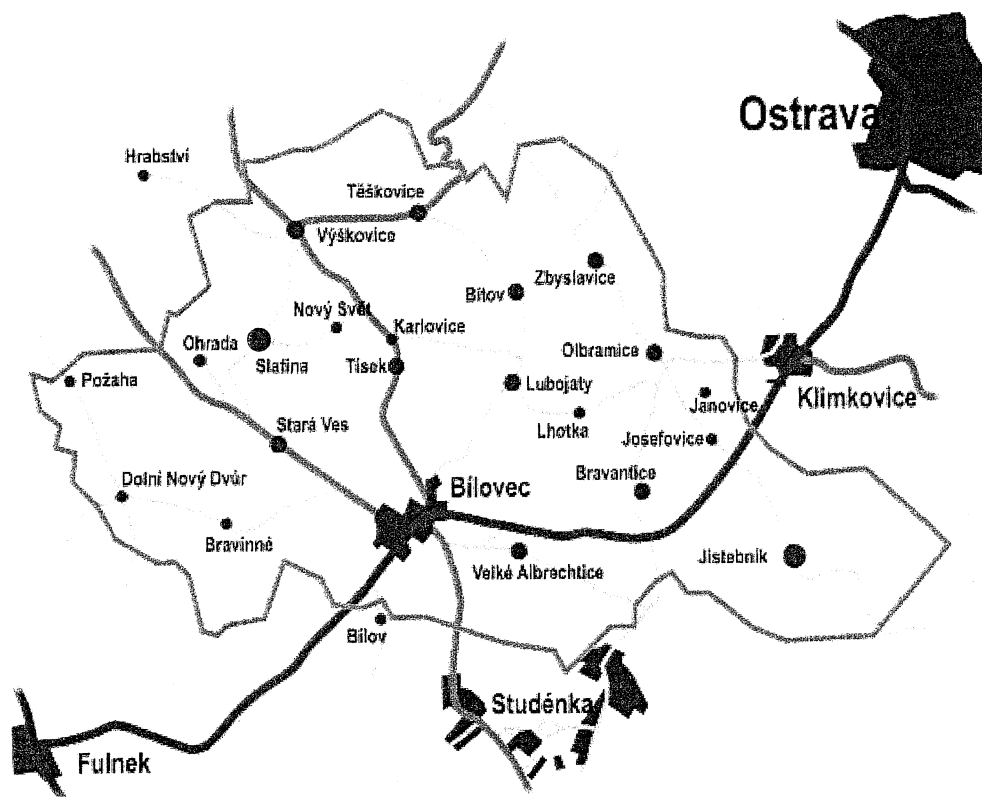 Ostrava
Hrabství
Těškovice
Výškovice
Zbyslavice
Bítov
Nový Svět
Karlovice
Ohrada
Slatina
Tísek
Olbramice
Požaha
Lubojaty
Janovice
Klimkovice
Lhotka
Stará Ves
Josefovice
Bravantice
Dolní Nový Dvůr
Bílovec
Bravinné
Velké Albrechtice
Jistebník
Bílov
Studénka
Fulnek